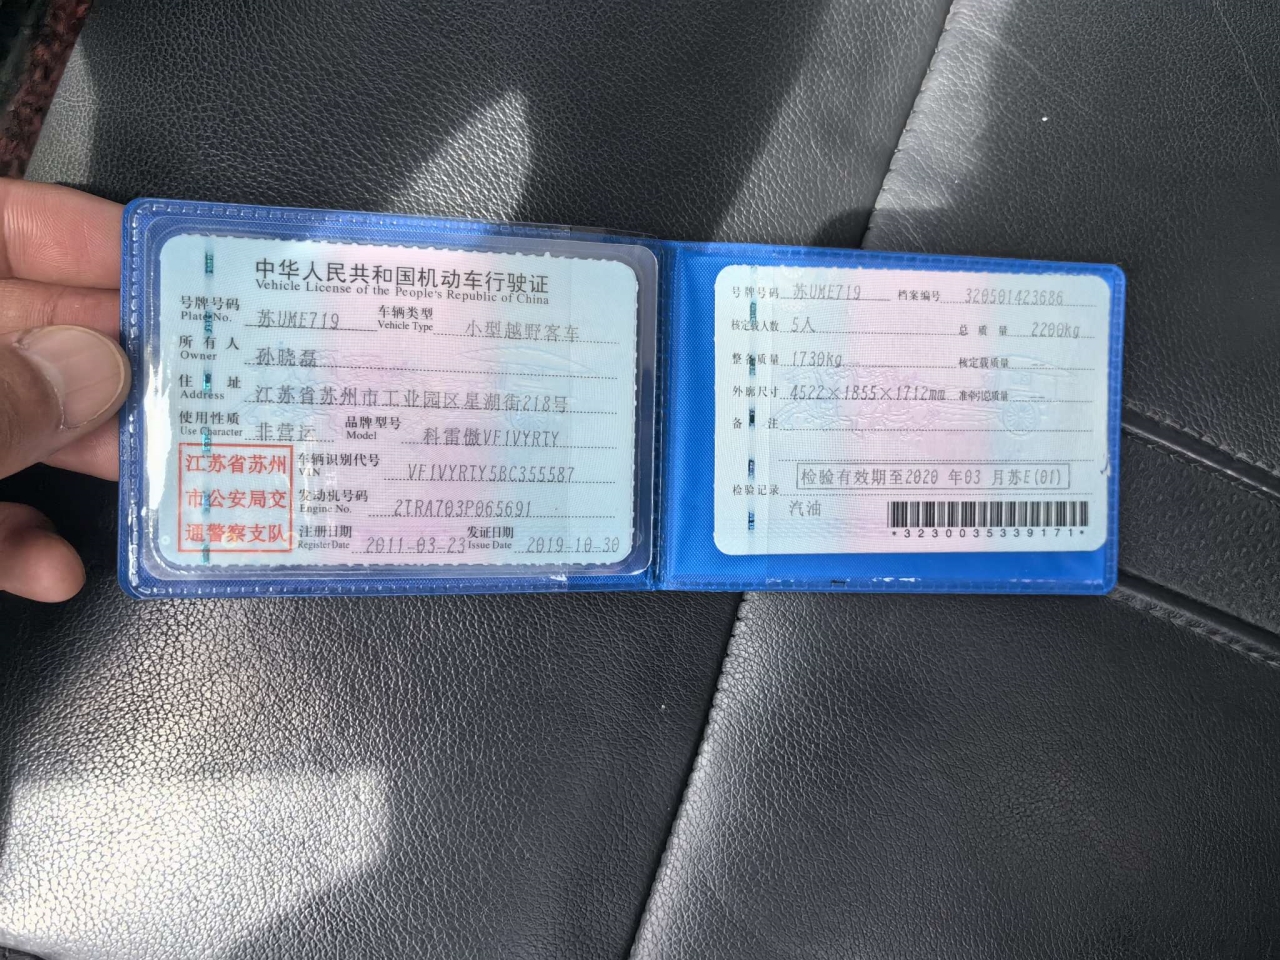 中华人民共和国机动车行驶证
Vehicle License of the People's Republic of China
号牌号码 苏UME719 车辆类型 小型越野客车
Plate No. Vehicle Type
所有人 孙晓磊
Owner
住址 江苏省苏州市工业园区星湖街218号
Address
使用性质 非营运 品牌型号 科雷傲VF1VYRTY
Use Character Model
江苏省苏州
市公安局交
通警察支队
车辆识别代号 VF1VYRTY5BC355587
VIN
发动机号码 2TRA703P065691
Engine No.
注册日期 2011-03-23 发证日期 2019-10-30
Register Date Issue Date
号牌号码 苏UME719 档案编号 320501423686
核定载人数 5人 总质量 2200kg
整备质量 1730kg 核定载质量 --
外廓尺寸 4522×1855×1712mm 准牵引总质量 --
备注
检验有效期至2020 年03 月苏E(01)
检验记录
汽油
*3230035339171*